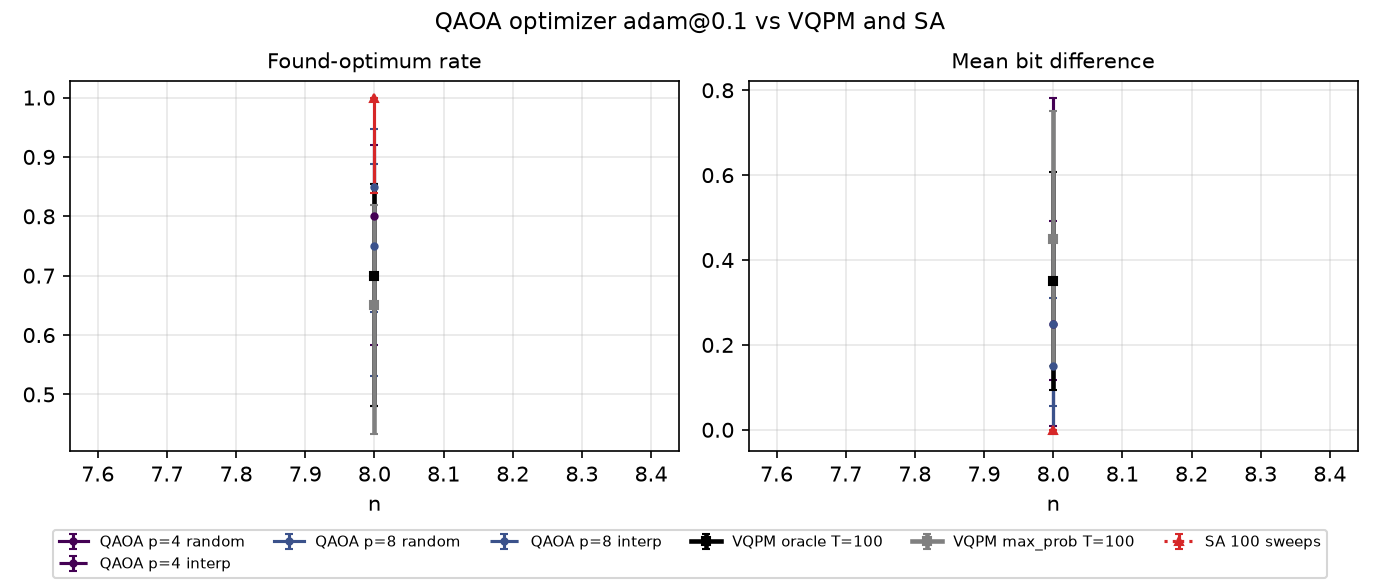 QAOA optimizer adam@0.1 vs VQPM and SA
Found-optimum rate
1.0
0.9
0.8
0.7
0.6
0.5
7.6 7.7 7.8 7.9 8.0 8.1 8.2 8.3 8.4
n
Mean bit difference
0.8
0.6
0.4
0.2
0.0
7.6 7.7 7.8 7.9 8.0 8.1 8.2 8.3 8.4
n
QAOA p=4 random QAOA p=8 random QAOA p=8 interp VQPM oracle T=100 VQPM max_prob T=100 SA 100 sweeps
QAOA p=4 interp